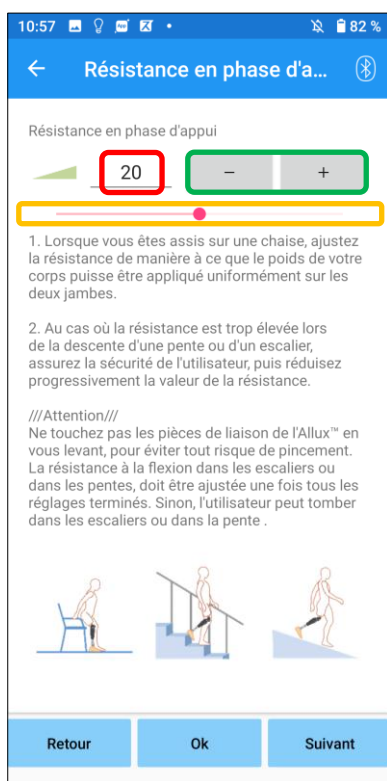 10:57 82 %
Résistance en phase d'a...
Résistance en phase d'appui
20 - +
1. Lorsque vous êtes assis sur une chaise, ajustez
la résistance de manière à ce que le poids de votre
corps puisse être appliqué uniformément sur les
deux jambes.
2. Au cas où la résistance est trop élevée lors
de la descente d'une pente ou d'un escalier,
assurez la sécurité de l'utilisateur, puis réduisez
progressivement la valeur de la résistance.
///Attention///
Ne touchez pas les pièces de liaison de l'Allux™ en
vous levant, pour éviter tout risque de pincement.
La résistance à la flexion dans les escaliers ou
dans les pentes, doit être ajustée une fois tous les
réglages terminés. Sinon, l'utilisateur peut tomber
dans les escaliers ou dans la pente .
Retour Ok Suivant